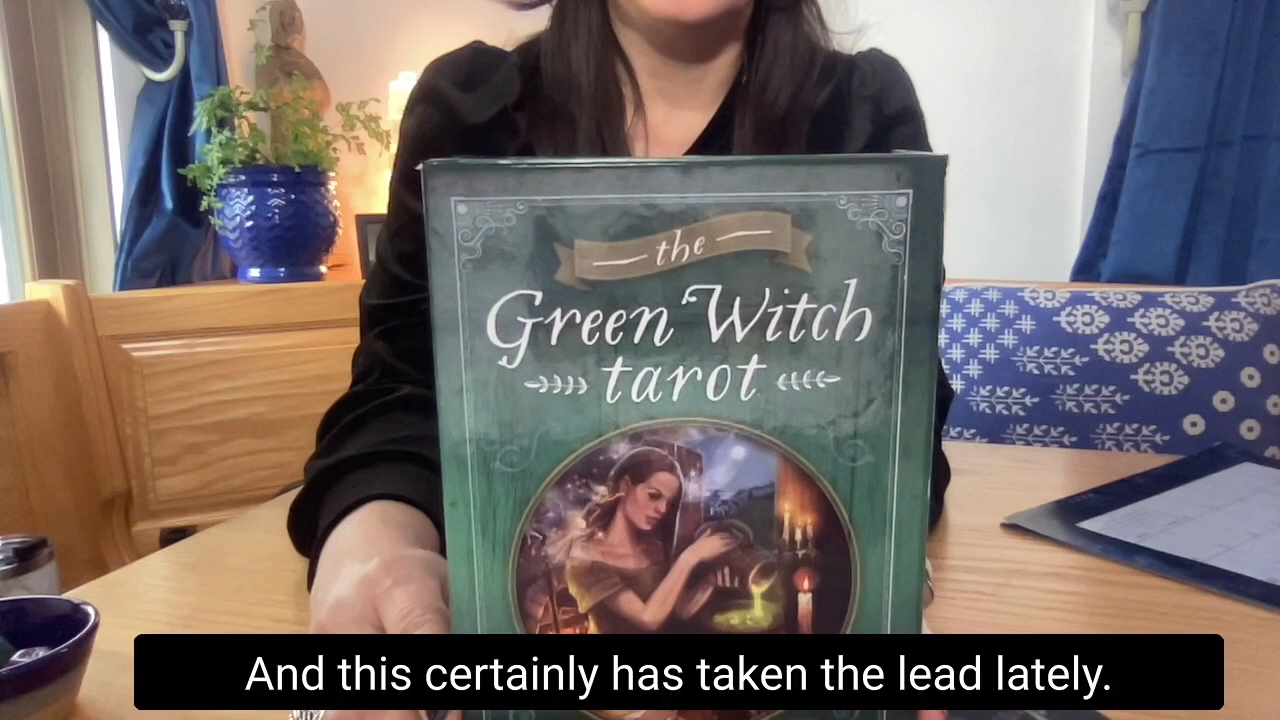 the
Green Witch
tarot
And this certainly has taken the lead lately.